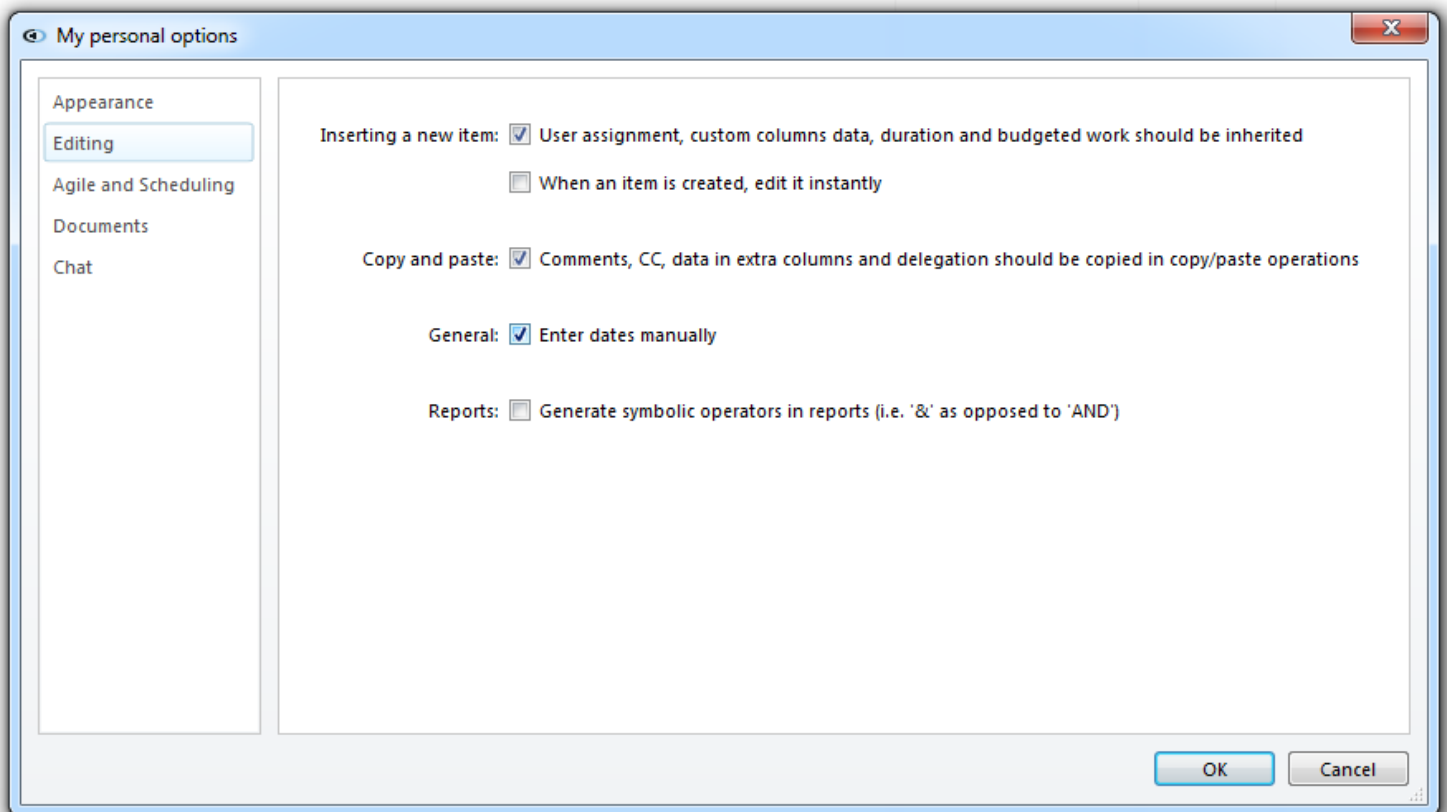 My personal options
Appearance
Editing
Agile and Scheduling
Documents
Chat
Inserting a new item: User assignment, custom columns data, duration and budgeted work should be inherited
When an item is created, edit it instantly
Copy and paste: Comments, CC, data in extra columns and delegation should be copied in copy/paste operations
General: Enter dates manually
Reports: Generate symbolic operators in reports (i.e. '&' as opposed to 'AND')
OK Cancel